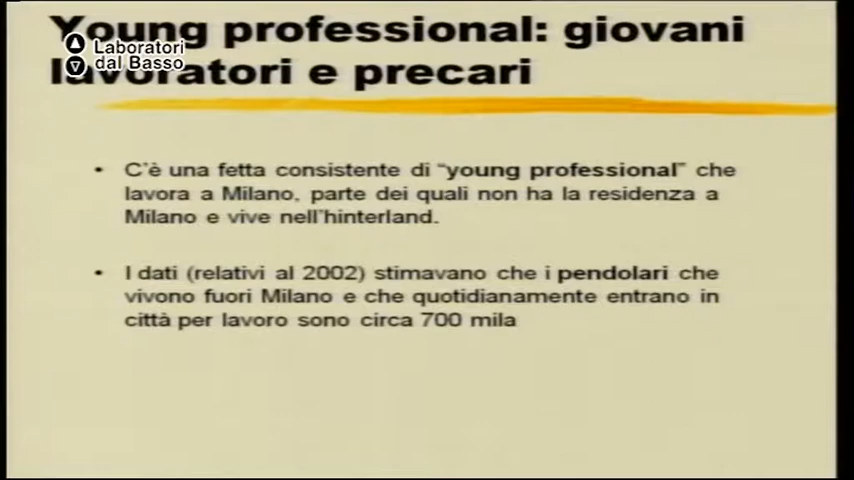 Young professional: giovani
lavoratori e precari
Laboratori
dal Basso
• C'è una fetta consistente di "young professional" che
lavora a Milano, parte dei quali non ha la residenza a
Milano e vive nell'hinterland.
• I dati (relativi al 2002) stimavano che i pendolari che
vivono fuori Milano e che quotidianamente entrano in
città per lavoro sono circa 700 mila